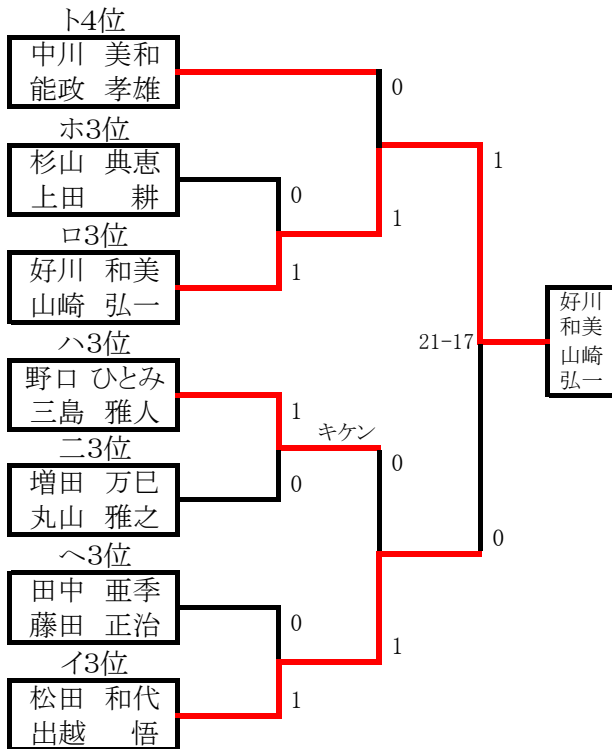 ト4位
中川 美和
能政 孝雄
0
ホ3位
杉山 典恵
上田 耕
0
1
1
ロ3位
好川 和美
山崎 弘一
1
21-17
好川
和美
山崎
弘一
ハ3位
野口 ひとみ
三島 雅人
1
キケン
0
ニ3位
増田 万巳
丸山 雅之
0
0
ヘ3位
田中 亜季
藤田 正治
0
1
イ3位
松田 和代
出越 悟
1